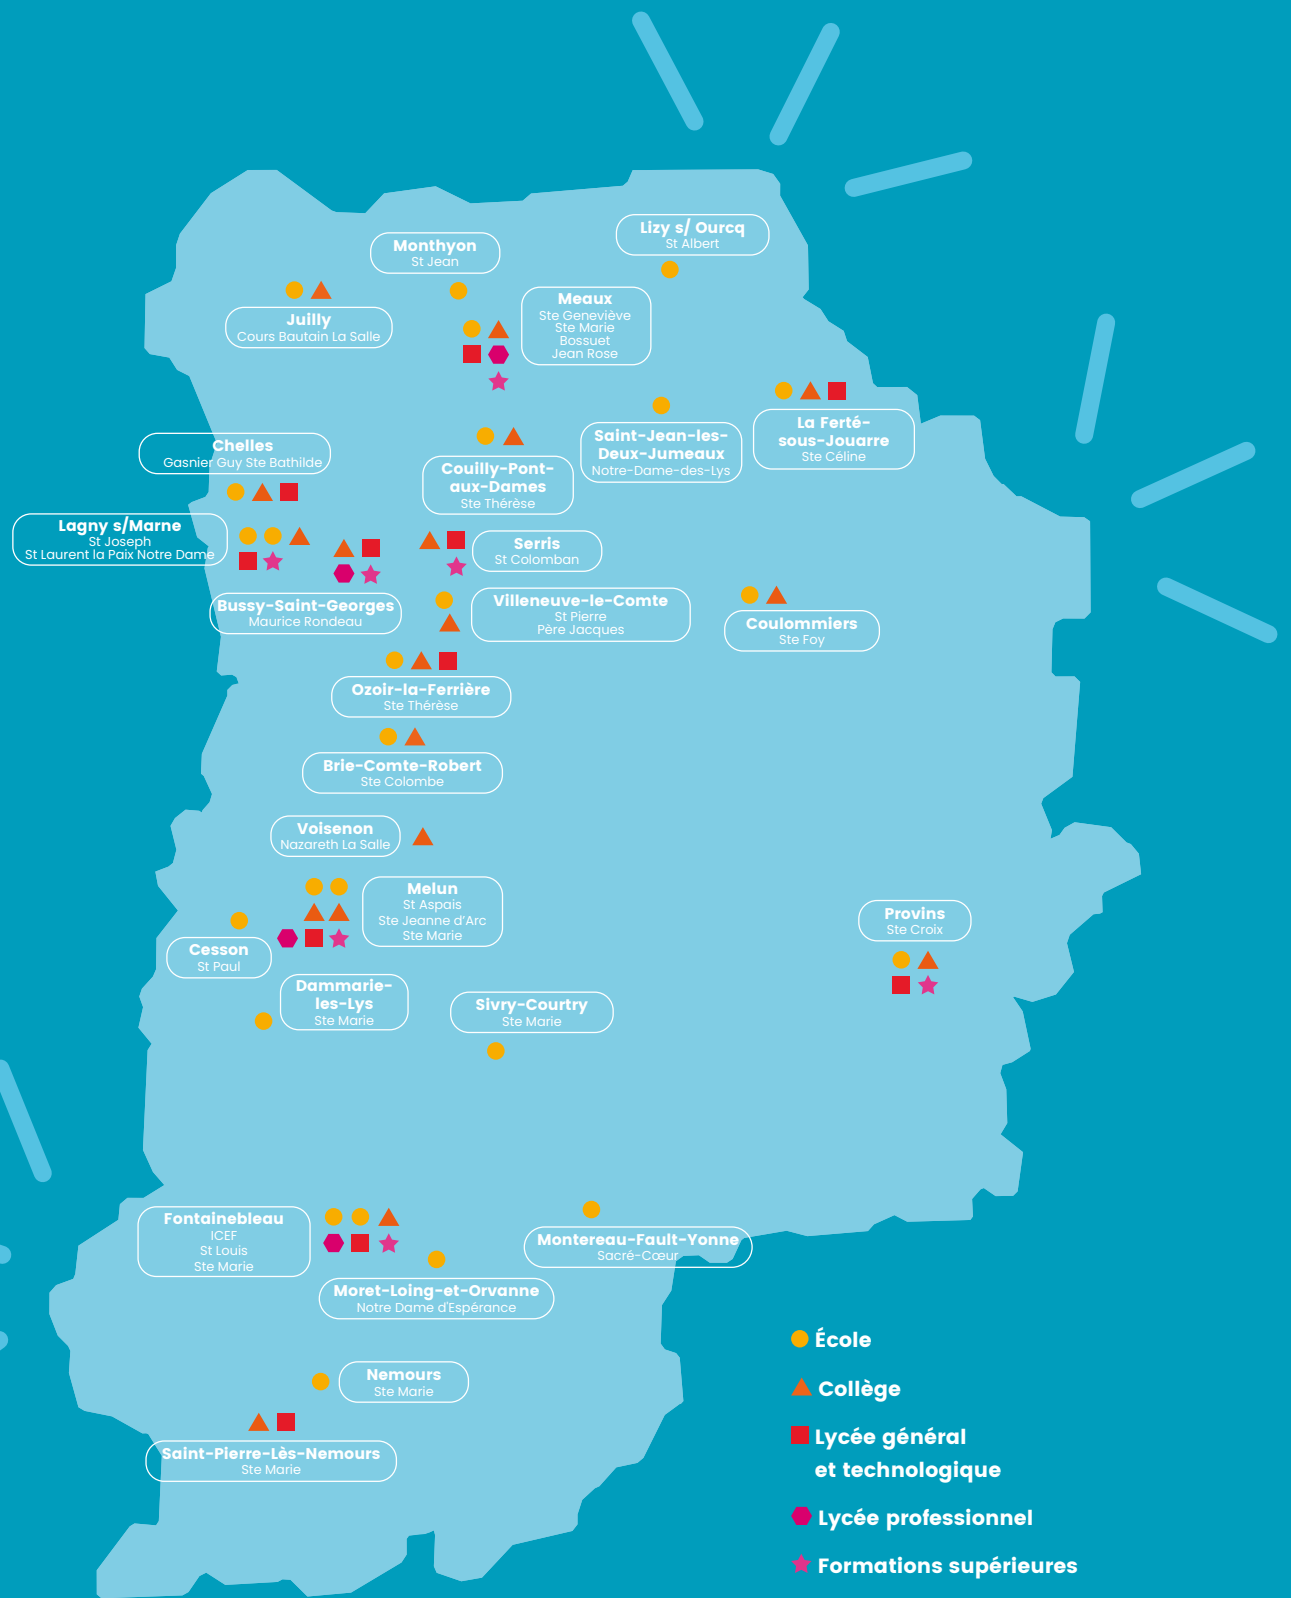 Lizy s/ Ourcq
St Albert
Monthyon
St Jean
Meaux
Ste Geneviève
Ste Marie
Bossuet
Jean Rose
Juilly
Cours Bautain La Salle
La Ferté-
sous-Jouarre
Ste Céline
Saint-Jean-les-
Deux-Jumeaux
Notre-Dame-des-Lys
Chelles
Gasnier Guy Ste Bathilde
Couilly-Pont-
aux-Dames
Ste Thérèse
Lagny s/Marne
St Joseph
St Laurent la Paix Notre Dame
Serris
St Colomban
Bussy-Saint-Georges
Maurice Rondeau
Villeneuve-le-Comte
St Pierre
Père Jacques
Coulommiers
Ste Foy
Ozoir-la-Ferrière
Ste Thérèse
Brie-Comte-Robert
Ste Colombe
Voisenon
Nazareth La Salle
Melun
St Aspais
Ste Jeanne d’Arc
Ste Marie
Provins
Ste Croix
Cesson
St Paul
Dammarie-
les-Lys
Ste Marie
Sivry-Courtry
Ste Marie
Fontainebleau
ICEF
St Louis
Ste Marie
Montereau-Fault-Yonne
Sacré-Cœur
Moret-Loing-et-Orvanne
Notre Dame d'Espérance
Nemours
Ste Marie
Saint-Pierre-Lès-Nemours
Ste Marie
École
Collège
Lycée général
et technologique
Lycée professionnel
Formations supérieures